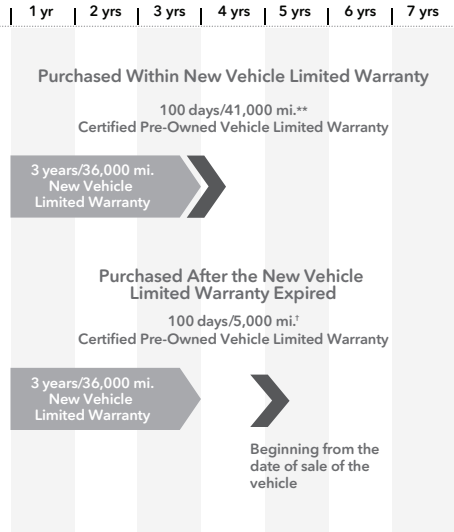 1 yr 2 yrs 3 yrs 4 yrs 5 yrs 6 yrs 7 yrs
Purchased Within New Vehicle Limited Warranty
100 days/41,000 mi.**
Certified Pre-Owned Vehicle Limited Warranty
3 years/36,000 mi.
New Vehicle
Limited Warranty
Purchased After the New Vehicle
Limited Warranty Expired
100 days/5,000 mi.†
Certified Pre-Owned Vehicle Limited Warranty
3 years/36,000 mi.
New Vehicle
Limited Warranty
Beginning from the
date of sale of the
vehicle